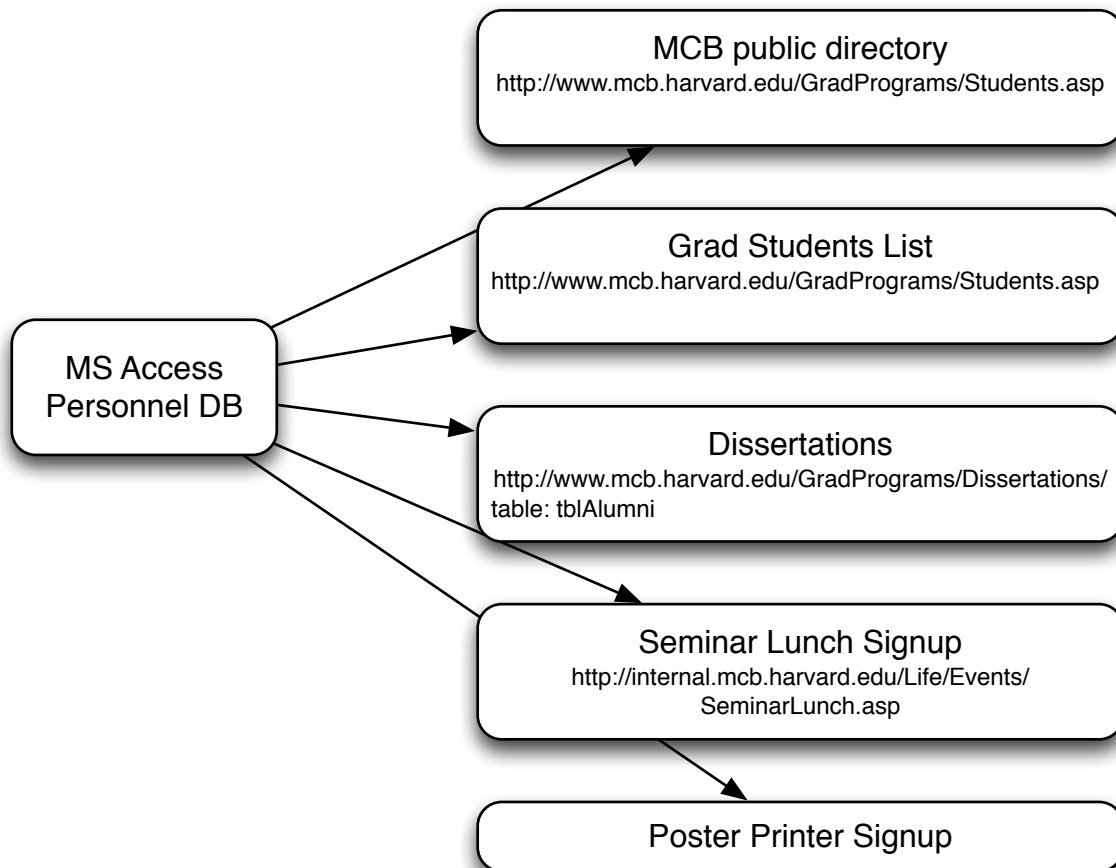 MCB public directory
http://www.mcb.harvard.edu/GradPrograms/Students.asp
Grad Students List
http://www.mcb.harvard.edu/GradPrograms/Students.asp
MS Access
Personnel DB
Dissertations
http://www.mcb.harvard.edu/GradPrograms/Dissertations/
table: tblAlumni
Seminar Lunch Signup
http://internal.mcb.harvard.edu/Life/Events/
SeminarLunch.asp
Poster Printer Signup